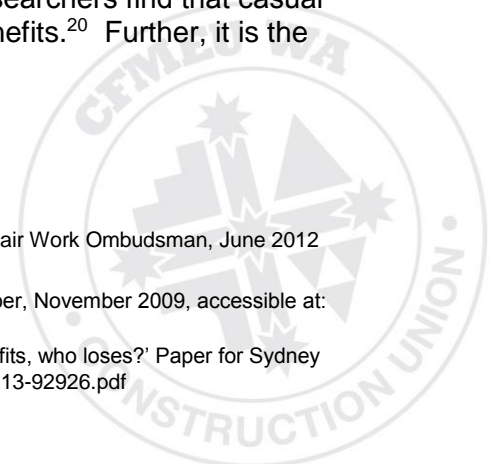 searchers find that casual
nefits.²⁰ Further, it is the
CFMEU WA
air Work Ombudsman, June 2012
per, November 2009, accessible at:
fits, who loses?' Paper for Sydney
13-92926.pdf
CONSTRUCTION UNION